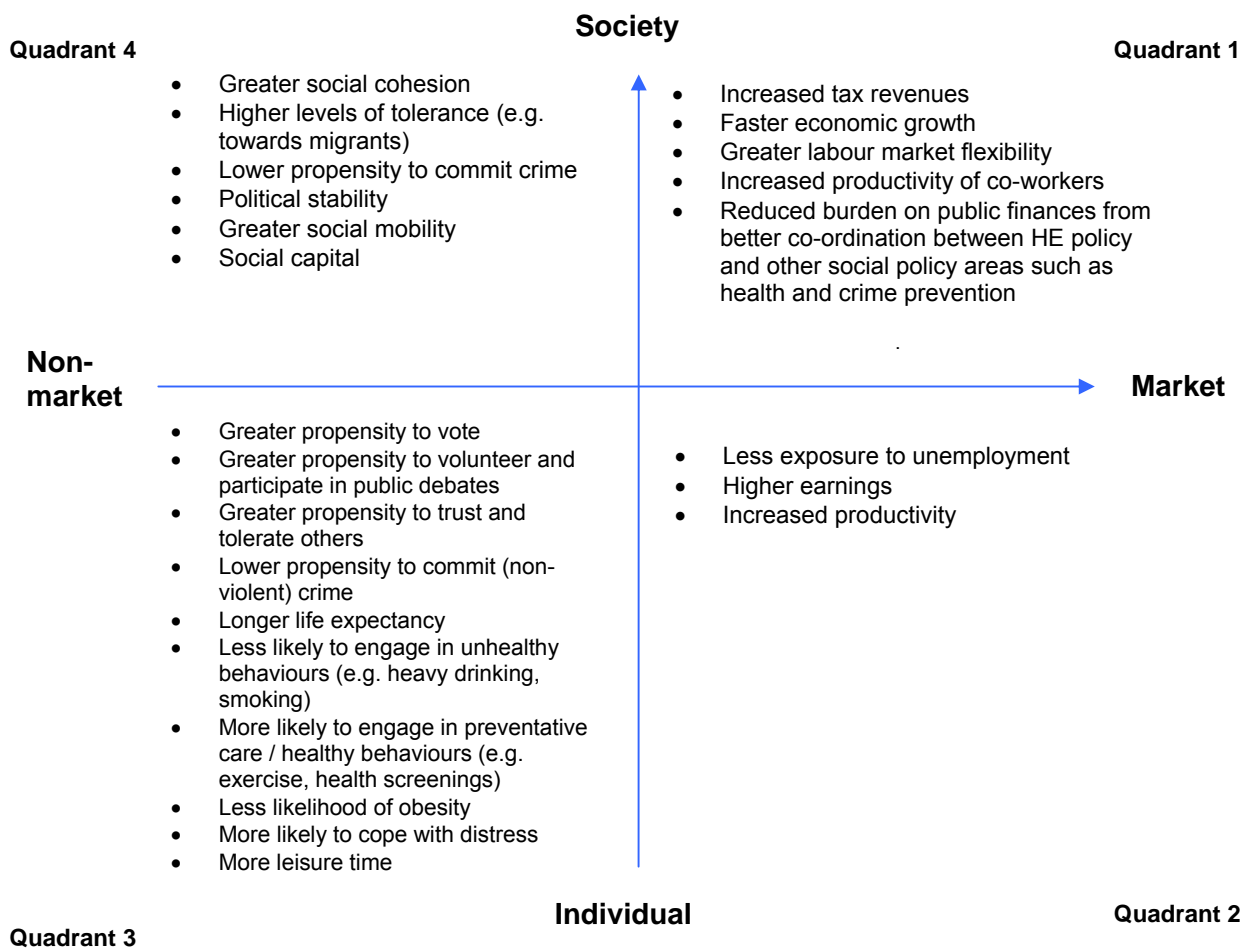 Society
Quadrant 4
Quadrant 1
• Greater social cohesion
• Higher levels of tolerance (e.g.
towards migrants)
• Lower propensity to commit crime
• Political stability
• Greater social mobility
• Social capital
• Increased tax revenues
• Faster economic growth
• Greater labour market flexibility
• Increased productivity of co-workers
• Reduced burden on public finances from
better co-ordination between HE policy
and other social policy areas such as
health and crime prevention
.
Non-
market
Market
• Greater propensity to vote
• Greater propensity to volunteer and
participate in public debates
• Greater propensity to trust and
tolerate others
• Lower propensity to commit (non-
violent) crime
• Longer life expectancy
• Less likely to engage in unhealthy
behaviours (e.g. heavy drinking,
smoking)
• More likely to engage in preventative
care / healthy behaviours (e.g.
exercise, health screenings)
• Less likelihood of obesity
• More likely to cope with distress
• More leisure time
• Less exposure to unemployment
• Higher earnings
• Increased productivity
Individual
Quadrant 2
Quadrant 3